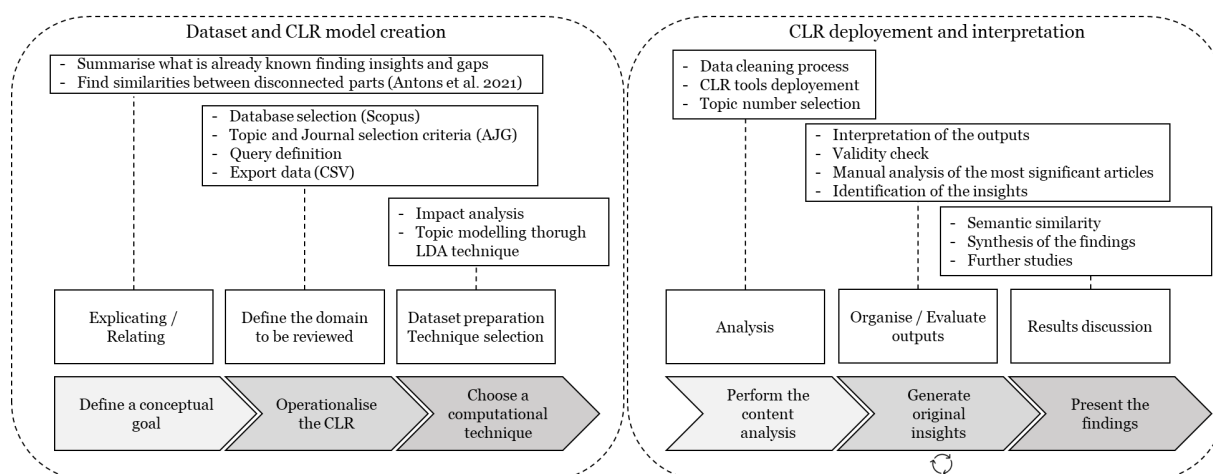 Dataset and CLR model creation
- Summarise what is already known finding insights and gaps
- Find similarities between disconnected parts (Antons et al. 2021)
- Database selection (Scopus)
- Topic and Journal selection criteria (AJG)
- Query definition
- Export data (CSV)
- Impact analysis
- Topic modelling thorugh
LDA technique
Explicating /
Relating
Define the domain
to be reviewed
Dataset preparation
Technique selection
Define a conceptual
goal
Operationalise
the CLR
Choose a
computational
technique
CLR deployement and interpretation
- Data cleaning process
- CLR tools deployement
- Topic number selection
- Interpretation of the outputs
- Validity check
- Manual analysis of the most significant articles
- Identification of the insights
- Semantic similarity
- Synthesis of the findings
- Further studies
Analysis
Organise / Evaluate
outputs
Results discussion
Perform the
content
analysis
Generate
original
insights
Present the
findings